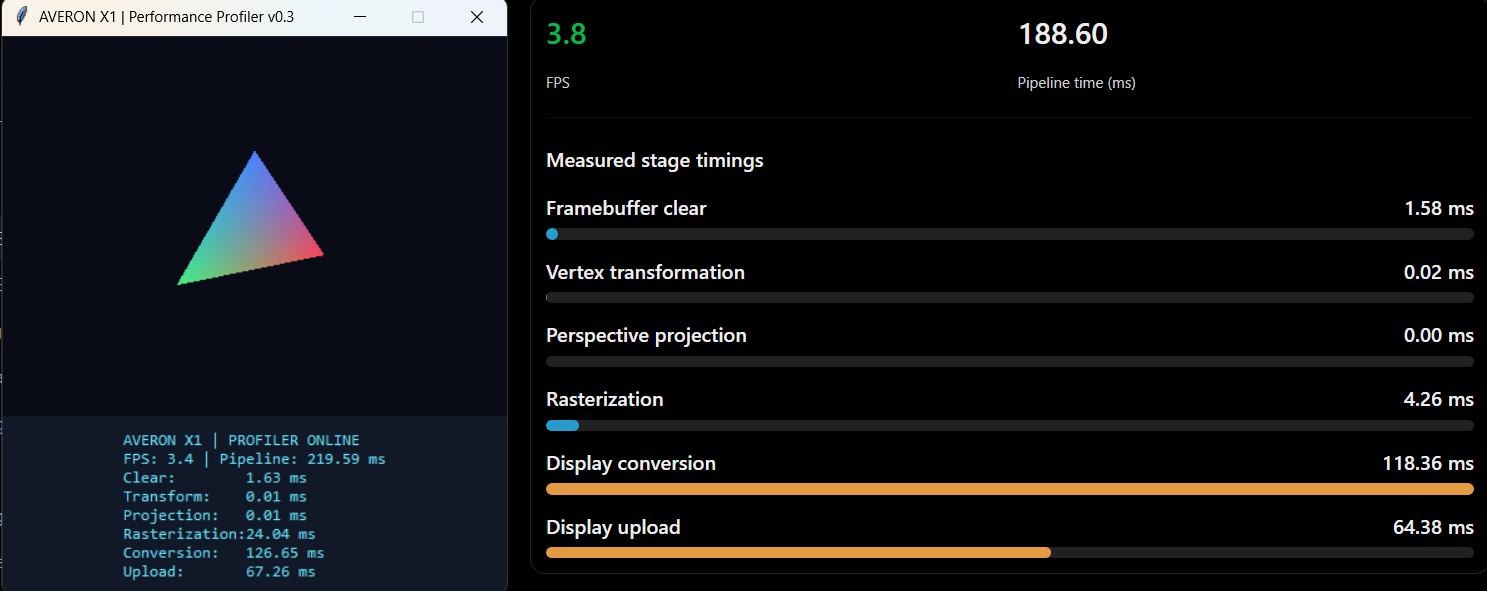 AVERON X1 | Performance Profiler v0.3
AVERON X1 | PROFILER ONLINE
FPS: 3.4 | Pipeline: 219.59 ms
Clear: 1.63 ms
Transform: 0.01 ms
Projection: 0.01 ms
Rasterization:24.04 ms
Conversion: 126.65 ms
Upload: 67.26 ms
3.8
FPS
188.60
Pipeline time (ms)
Measured stage timings
Framebuffer clear 1.58 ms
Vertex transformation 0.02 ms
Perspective projection 0.00 ms
Rasterization 4.26 ms
Display conversion 118.36 ms
Display upload 64.38 ms